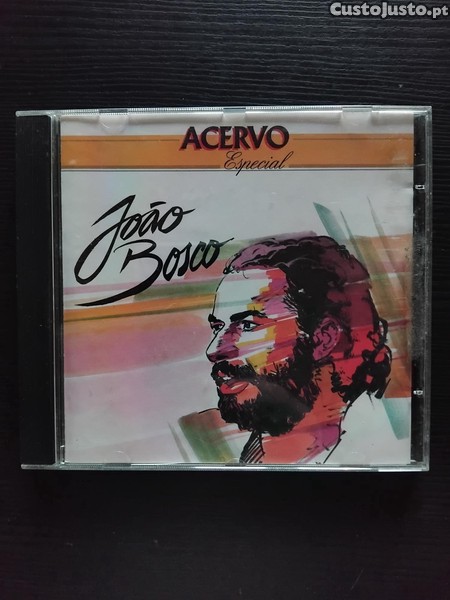 CustoJusto.pt
ACERVO
Especial
João
Bosco